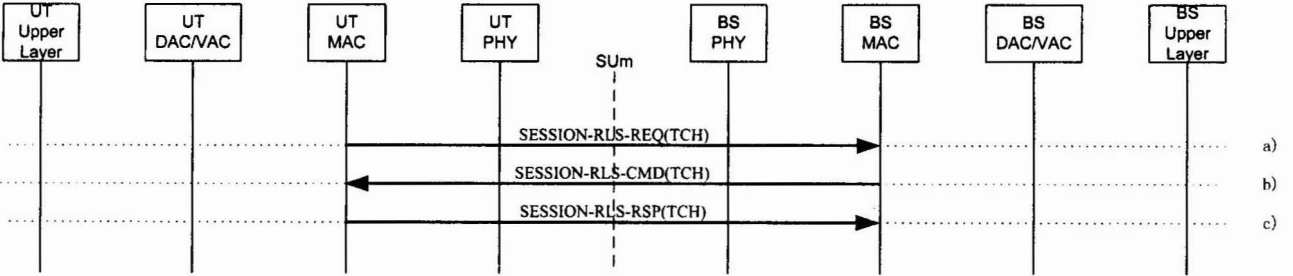 UT
Upper
Layer
UT
DAC/VAC
UT
MAC
UT
PHY
SUm
BS
PHY
BS
MAC
BS
DAC/VAC
BS
Upper
Layer
SESSION-RLS-REQ(TCH)
a)
SESSION-RLS-CMD(TCH)
b)
SESSION-RLS-RSP(TCH)
c)